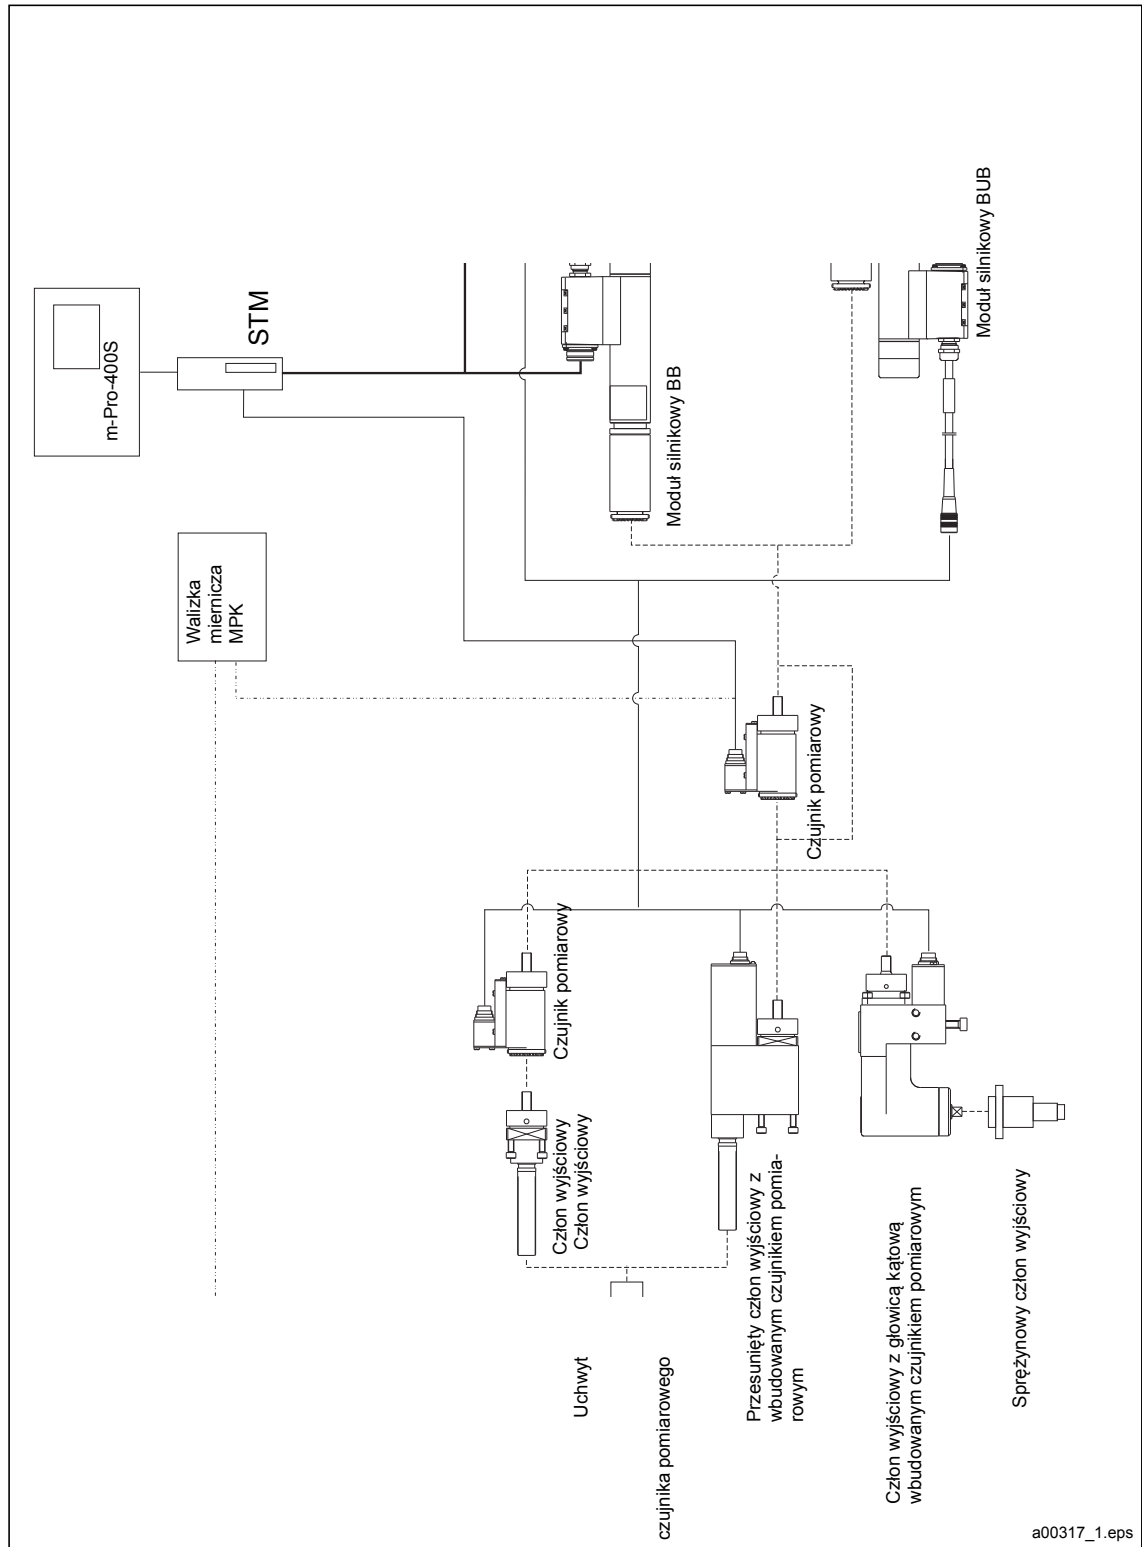 m-Pro-400S
STM
Walizka
miernicza
MPK
Moduł silnikowy BB
Moduł silnikowy BUB
Czujnik pomiarowy
Czujnik pomiarowy
Człon wyjściowy
Człon wyjściowy
Uchwyt
czujnika pomiarowego
Przesunięty człon wyjściowy z
wbudowanym czujnikiem pomia-
rowym
Człon wyjściowy z głowicą kątową
wbudowanym czujnikiem pomiarowym
Sprężynowy człon wyjściowy
a00317_1.eps